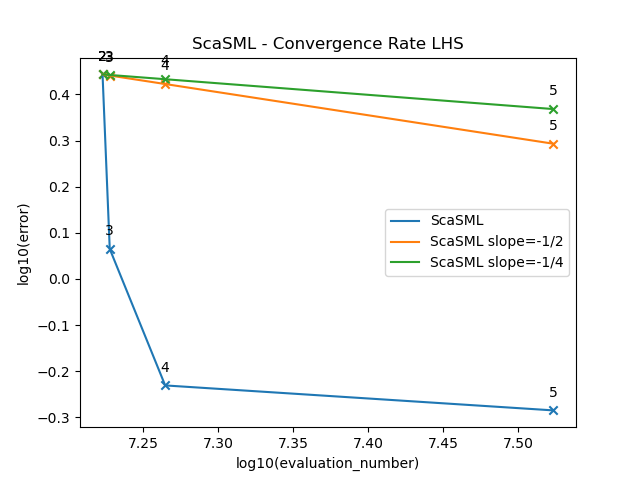 ScaSML - Convergence Rate LHS
2
3
4
4
5
5
3
4
5
0.4
0.3
0.2
0.1
0.0
−0.1
−0.2
−0.3
log10(error)
ScaSML
ScaSML slope=-1/2
ScaSML slope=-1/4
7.25 7.30 7.35 7.40 7.45 7.50
log10(evaluation_number)